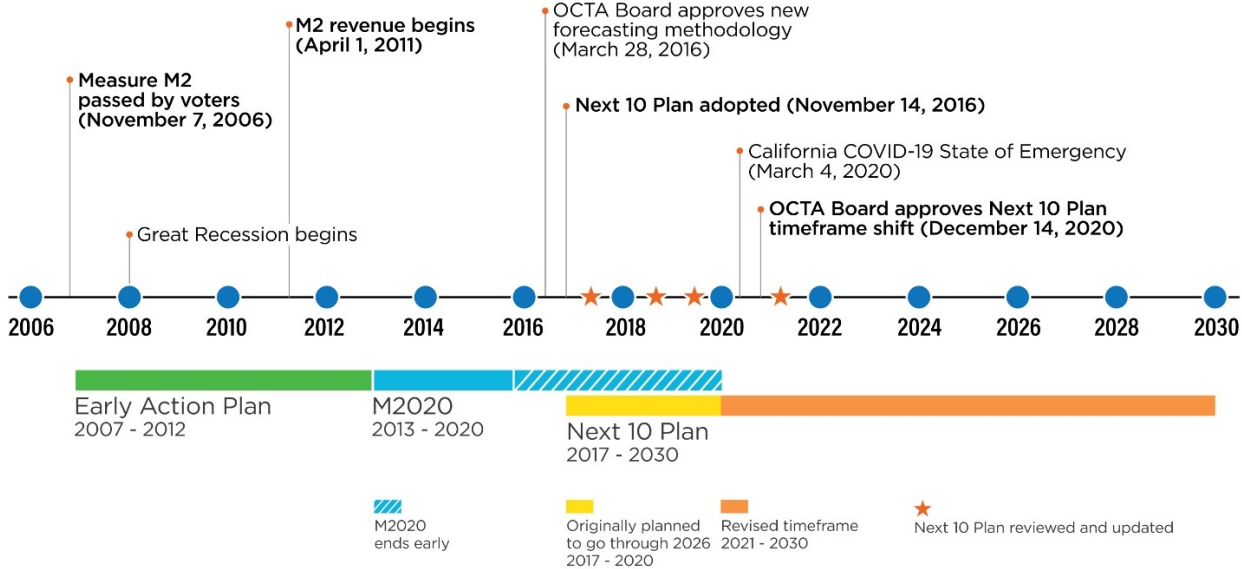 OCTA Board approves new
forecasting methodology
(March 28, 2016)
M2 revenue begins
(April 1, 2011)
Measure M2
passed by voters
(November 7, 2006)
Next 10 Plan adopted (November 14, 2016)
California COVID-19 State of Emergency
(March 4, 2020)
OCTA Board approves Next 10 Plan
timeframe shift (December 14, 2020)
Great Recession begins
2006 2008 2010 2012 2014 2016 2018 2020 2022 2024 2026 2028 2030
Early Action Plan
2007 - 2012
M2020
2013 - 2020
Next 10 Plan
2017 - 2030
M2020
ends early
Originally planned
to go through 2026
2017 - 2020
Revised timeframe
2021 - 2030
Next 10 Plan reviewed and updated